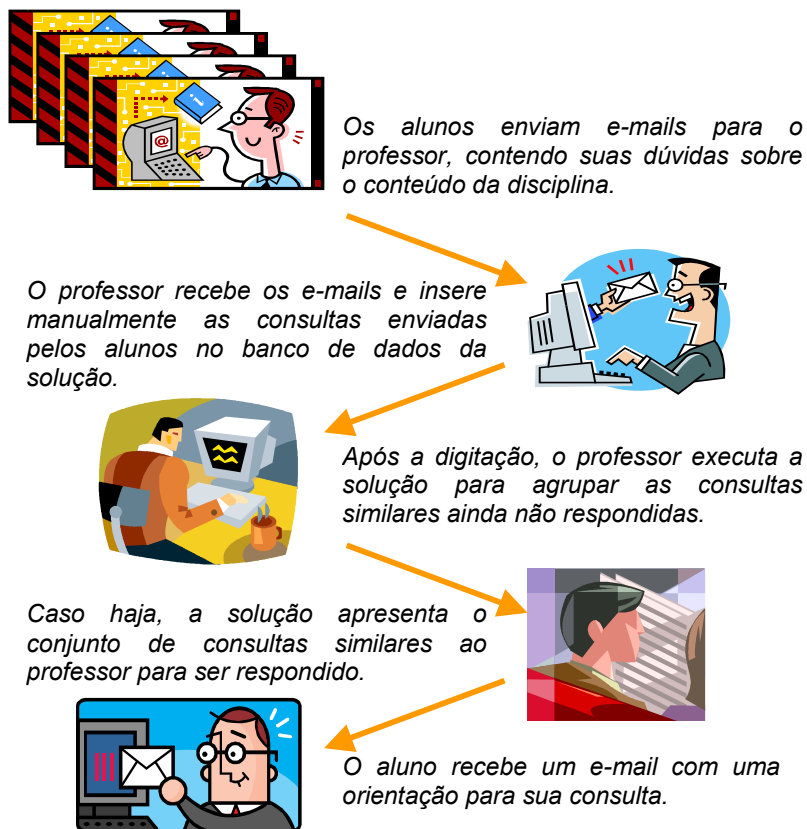 @
i
Os alunos enviam e-mails para o
professor, contendo suas dúvidas sobre
o conteúdo da disciplina.
O professor recebe os e-mails e insere
manualmente as consultas enviadas
pelos alunos no banco de dados da
solução.
Após a digitação, o professor executa a
solução para agrupar as consultas
similares ainda não respondidas.
Caso haja, a solução apresenta o
conjunto de consultas similares ao
professor para ser respondido.
O aluno recebe um e-mail com uma
orientação para sua consulta.